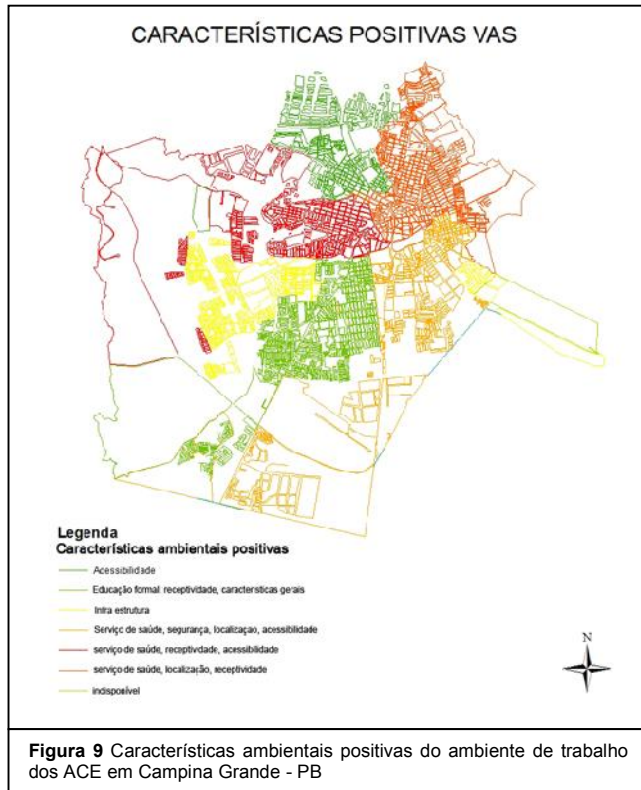 CARACTERÍSTICAS POSITIVAS VAS
Legenda
Características ambientais positivas
Acessibilidade
Educação formal, receptividade, características gerais
Infra estrutura
Serviço de saúde, segurança, localização, acessibilidade
serviço de saúde, receptividade, acessibilidade
serviço de saúde, localização, receptividade
indisponível
N
Figura 9 Características ambientais positivas do ambiente de trabalho
dos ACE em Campina Grande - PB